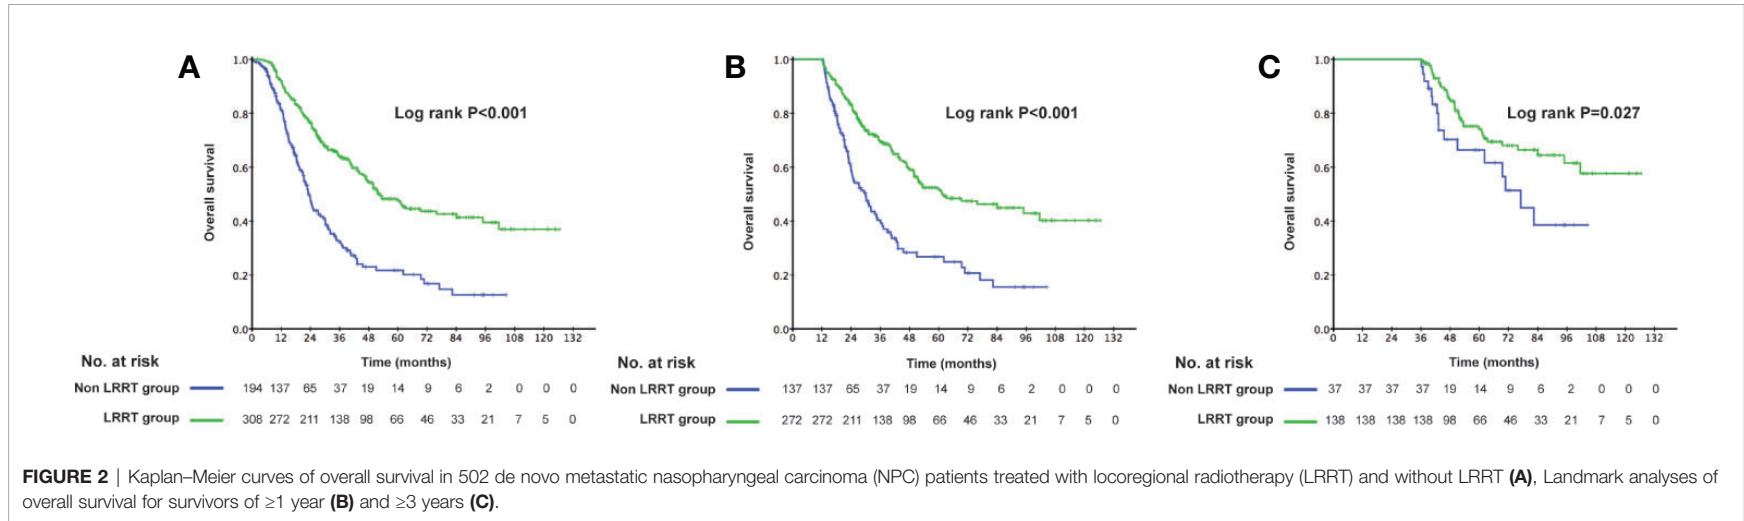 A
1.0
0.8
0.6
0.4
0.2
0.0
Overall survival
Log rank P<0.001
0 12 24 36 48 60 72 84 96 108 120 132
Time (months)
No. at risk
Non LRRT group 194 137 65 37 19 14 9 6 2 0 0 0
LRRT group 308 272 211 138 98 66 46 33 21 7 5 0
B
1.0
0.8
0.6
0.4
0.2
0.0
Overall survival
Log rank P<0.001
0 12 24 36 48 60 72 84 96 108 120 132
Time (months)
No. at risk
Non LRRT group 137 137 65 37 19 14 9 6 2 0 0 0
LRRT group 272 272 211 138 98 66 46 33 21 7 5 0
C
1.0
0.8
0.6
0.4
0.2
0.0
Overall survival
Log rank P=0.027
0 12 24 36 48 60 72 84 96 108 120 132
Time (months)
No. at risk
Non LRRT group 37 37 37 37 19 14 9 6 2 0 0 0
LRRT group 138 138 138 138 98 66 46 33 21 7 5 0
FIGURE 2 | Kaplan–Meier curves of overall survival in 502 de novo metastatic nasopharyngeal carcinoma (NPC) patients treated with locoregional radiotherapy (LRRT) and without LRRT (A), Landmark analyses of
overall survival for survivors of ≥1 year (B) and ≥3 years (C).